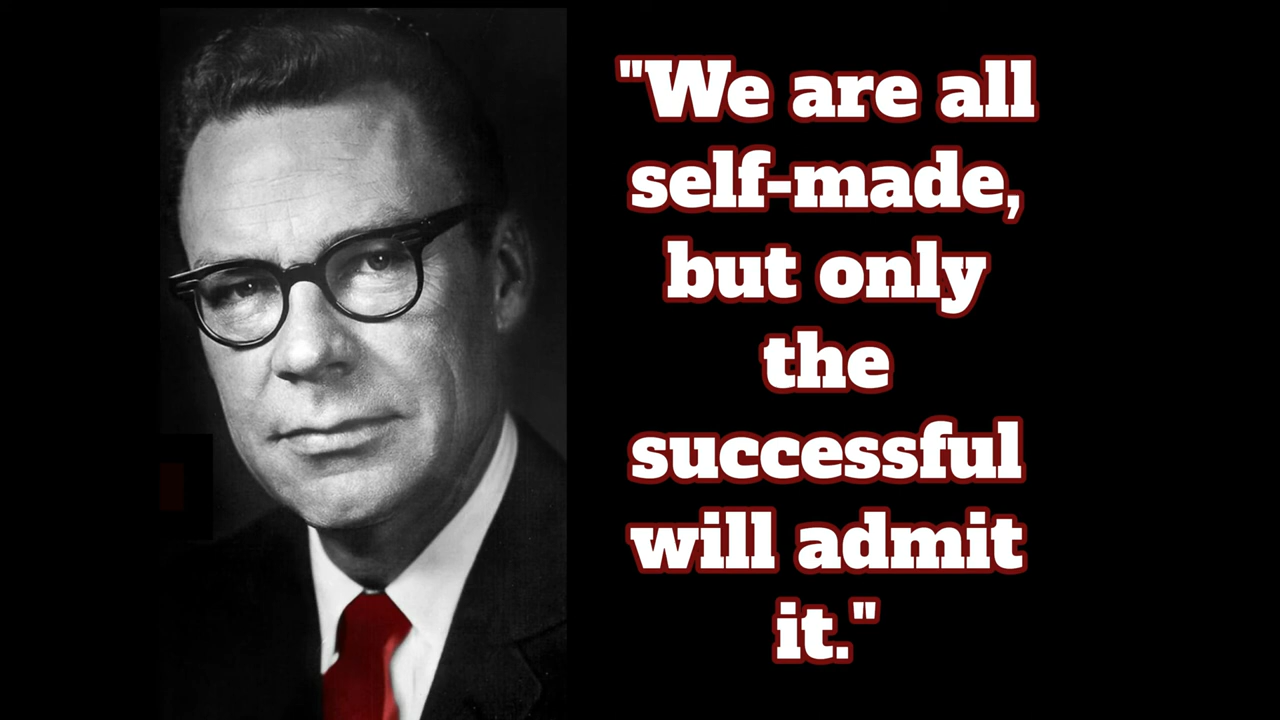 "We are all
self-made,
but only
the
successful
will admit
it."